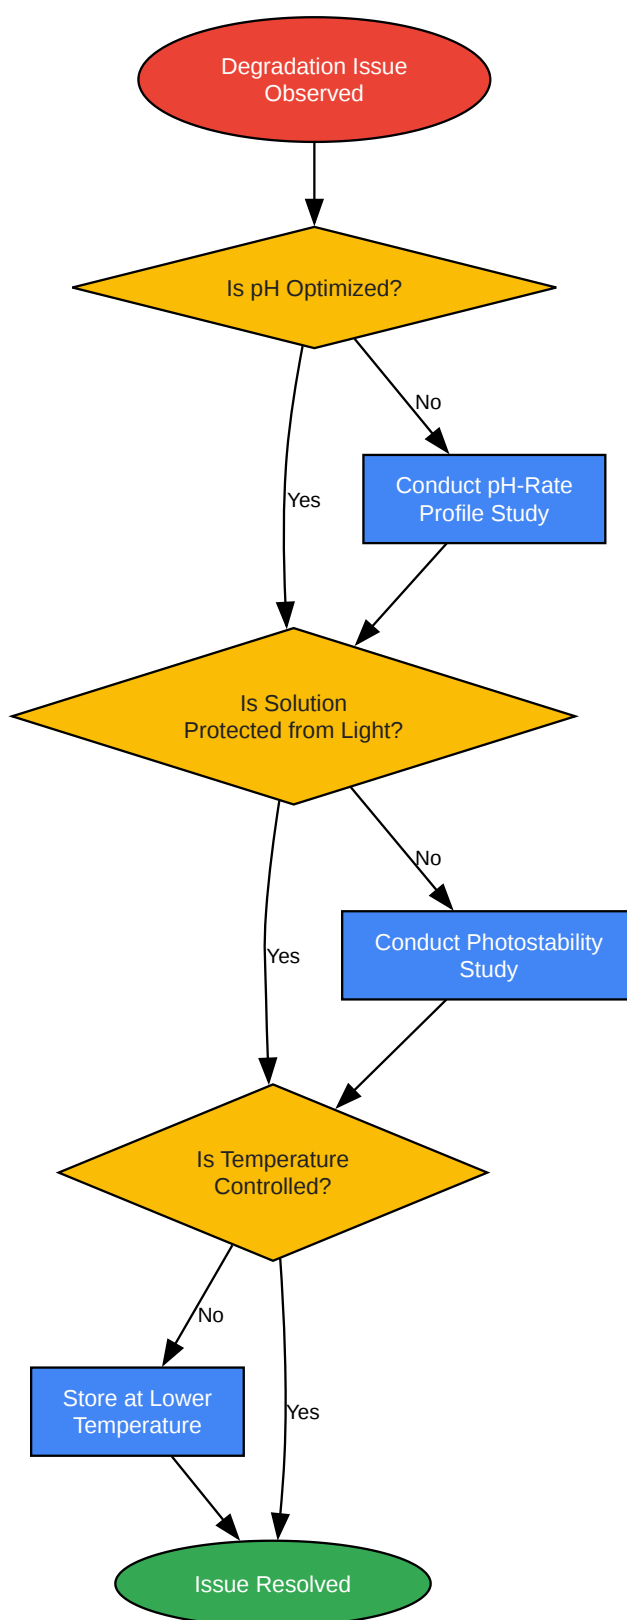 Degradation Issue
Observed
Is pH Optimized?
No
Conduct pH-Rate
Profile Study
Yes
Is Solution
Protected from Light?
No
Conduct Photostability
Study
Yes
Is Temperature
Controlled?
No
Store at Lower
Temperature
Yes
Issue Resolved